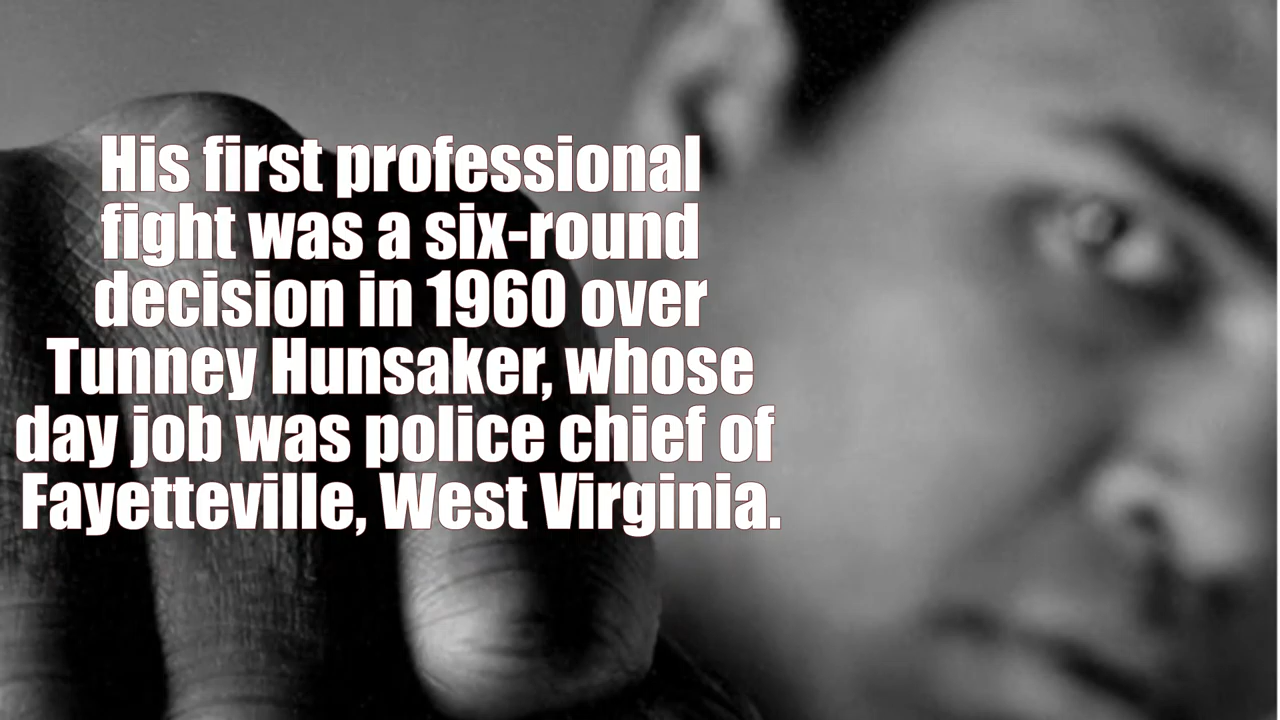 His first professional
fight was a six-round
decision in 1960 over
Tunney Hunsaker, whose
day job was police chief of
Fayetteville, West Virginia.